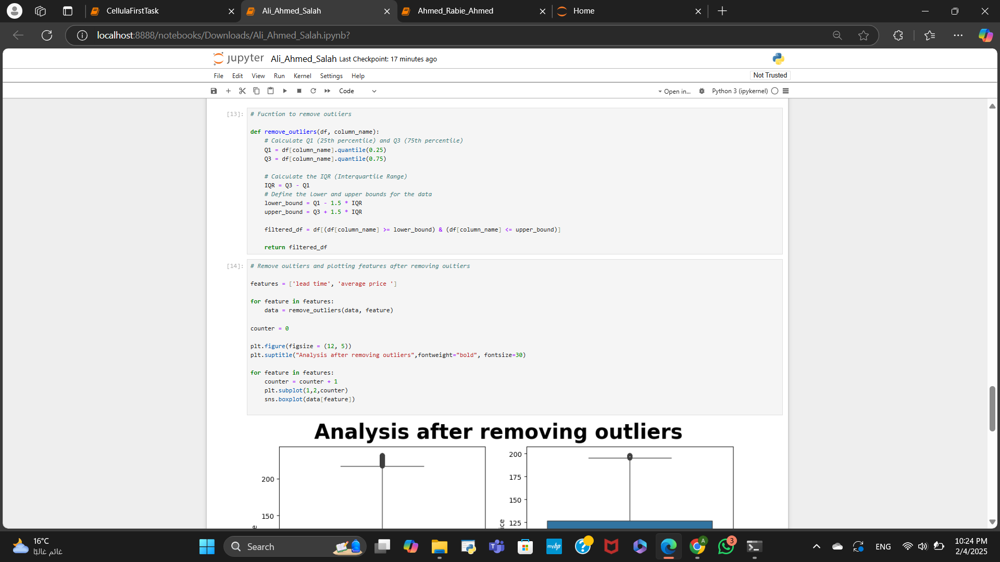 CellulaFirstTask
Ali_Ahmed_Salah
Ahmed_Rabie_Ahmed
Home
localhost:8888/notebooks/Downloads/Ali_Ahmed_Salah.ipynb?
jupyter Ali_Ahmed_Salah Last Checkpoint: 17 minutes ago
File Edit View Run Kernel Settings Help
Not Trusted
Code
Open in...
Python 3 (ipykernel)
[13]:
# Fucntion to remove outliers
def remove_outliers(df, column_name):
# Calculate Q1 (25th percentile) and Q3 (75th percentile)
Q1 = df[column_name].quantile(0.25)
Q3 = df[column_name].quantile(0.75)
# Calculate the IQR (Interquartile Range)
IQR = Q3 - Q1
# Define the lower and upper bounds for the data
lower_bound = Q1 - 1.5 * IQR
upper_bound = Q3 + 1.5 * IQR
filtered_df = df[(df[column_name] >= lower_bound) & (df[column_name] <= upper_bound)]
return filtered_df
[14]:
# Remove outliers and plotting features after removing outliers
features = ['lead time', 'average price ']
for feature in features:
data = remove_outliers(data, feature)
counter = 0
plt.figure(figsize = (12, 5))
plt.suptitle("Analysis after removing outliers",fontweight="bold", fontsize=30)
for feature in features:
counter = counter + 1
plt.subplot(1,2,counter)
sns.boxplot(data[feature])
Analysis after removing outliers
200
150
200
175
150
125
16°C
غائم غالبًا
Search
myhp
A
3
ENG
10:24 PM
2/4/2025